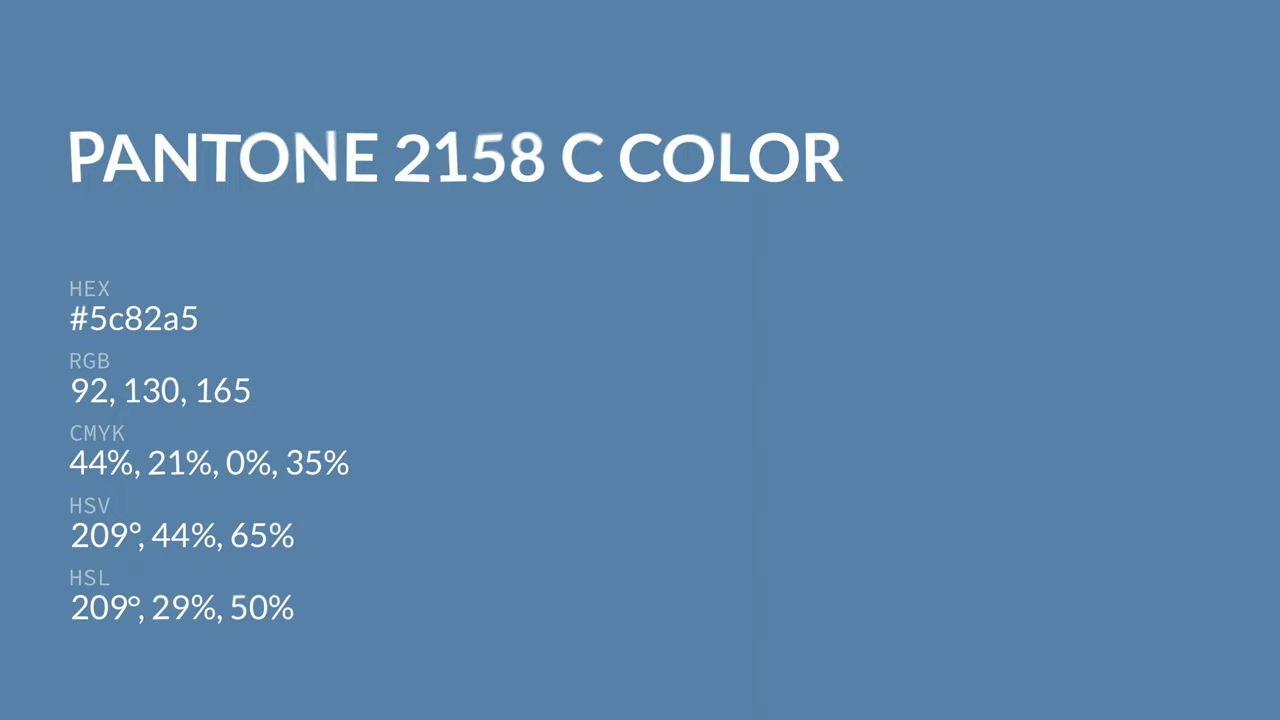 PANTONE 2158 C COLOR
HEX
#5c82a5
RGB
92, 130, 165
CMYK
44%, 21%, 0%, 35%
HSV
209°, 44%, 65%
HSL
209°, 29%, 50%